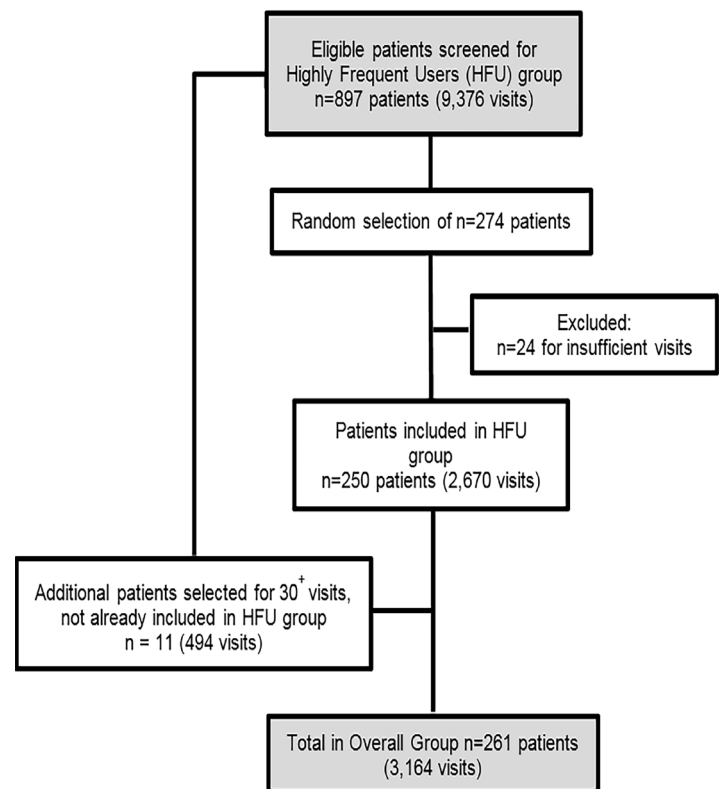 Eligible patients screened for
Highly Frequent Users (HFU) group
n=897 patients (9,376 visits)
Random selection of n=274 patients
Excluded:
n=24 for insufficient visits
Patients included in HFU
group
n=250 patients (2,670 visits)
Additional patients selected for 30⁺ visits,
not already included in HFU group
n = 11 (494 visits)
Total in Overall Group n=261 patients
(3,164 visits)